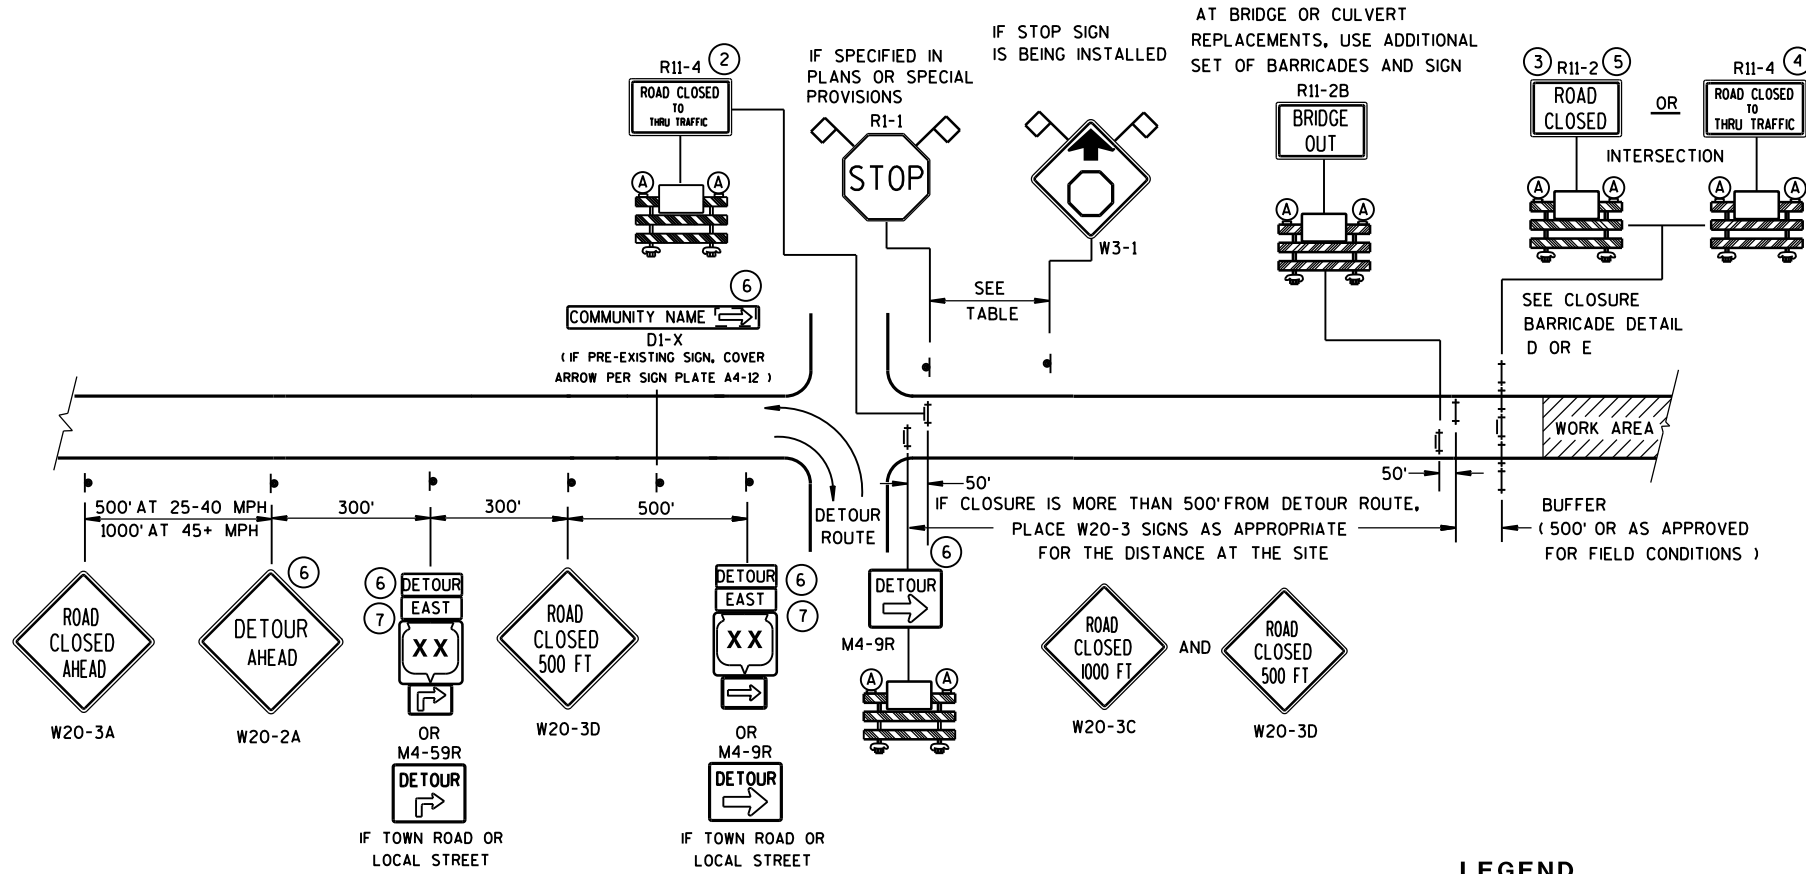 R11-4
2
ROAD CLOSED
TO
THRU TRAFFIC
A
A
IF SPECIFIED IN
PLANS OR SPECIAL
PROVISIONS
R1-1
STOP
IF STOP SIGN
IS BEING INSTALLED
W3-1
SEE
TABLE
AT BRIDGE OR CULVERT
REPLACEMENTS, USE ADDITIONAL
SET OF BARRICADES AND SIGN
R11-2B
BRIDGE
OUT
A
A
3
R11-2
5
ROAD
CLOSED
OR
R11-4
4
ROAD CLOSED
TO
THRU TRAFFIC
INTERSECTION
A
A
A
A
SEE CLOSURE
BARRICADE DETAIL
D OR E
6
COMMUNITY NAME
D1-X
(IF PRE-EXISTING SIGN, COVER
ARROW PER SIGN PLATE A4-12 )
WORK AREA
500' AT 25-40 MPH
1000' AT 45+ MPH
300'
300'
500'
DETOUR
ROUTE
50'
50'
IF CLOSURE IS MORE THAN 500' FROM DETOUR ROUTE,
PLACE W20-3 SIGNS AS APPROPRIATE
FOR THE DISTANCE AT THE SITE
BUFFER
( 500' OR AS APPROVED
FOR FIELD CONDITIONS )
ROAD
CLOSED
AHEAD
W20-3A
6
DETOUR
AHEAD
W20-2A
6
7
DETOUR
EAST
XX
OR
M4-59R
DETOUR
IF TOWN ROAD OR
LOCAL STREET
ROAD
CLOSED
500 FT
W20-3D
DETOUR
EAST
XX
6
7
OR
M4-9R
DETOUR
IF TOWN ROAD OR
LOCAL STREET
6
DETOUR
M4-9R
A
A
ROAD
CLOSED
1000 FT
W20-3C
AND
ROAD
CLOSED
500 FT
W20-3D
LEGEND